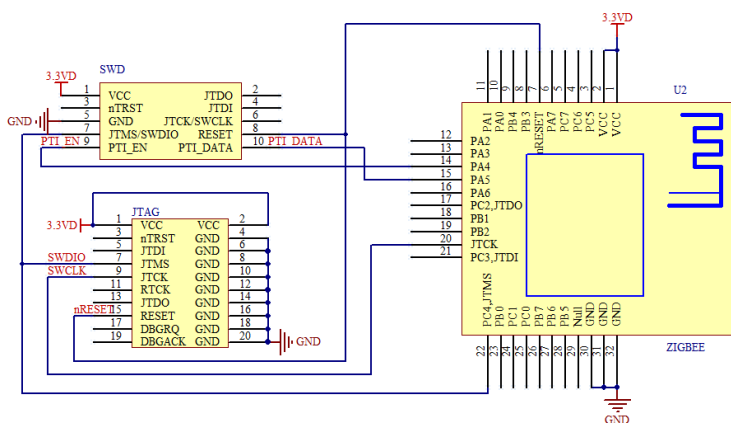 3.3VD
SWD
U2
3.3VD
1 VCC JTDO 2
3 nTRST JTDI 4
GND 5 GND JTCK/SWCLK 6
7 JTMS/SWDIO RESET 8
PTI_EN 9 PTI_EN PTI_DATA 10 PTI_DATA
11 10 9 8 7 6 5 4 3 2 1
PA1 PA0 PB4 PB3 nRESET PA7 PC7 PC6 PC5 VCC VCC
12 PA2
13 PA3
14 PA4
15 PA5
16 PA6
17 PC2,JTDO
18 PB1
19 PB2
20 JTCK
21 PC3,JTDI
JTAG
3.3VD 1 VCC VCC 2
3 nTRST GND 4
5 JTDI GND 6
SWDIO 7 JTMS GND 8
SWCLK 9 JTCK GND 10
11 RTCK GND 12
13 JTDO GND 14
nRESET 15 RESET GND 16
17 DBGRQ GND 18
19 DBGACK GND 20 GND
PC4,JTMS PB0 PC1 PC0 PB7 PB6 PB5 Null GND GND GND
22 23 24 25 26 27 28 29 30 31 32
ZIGBEE
GND